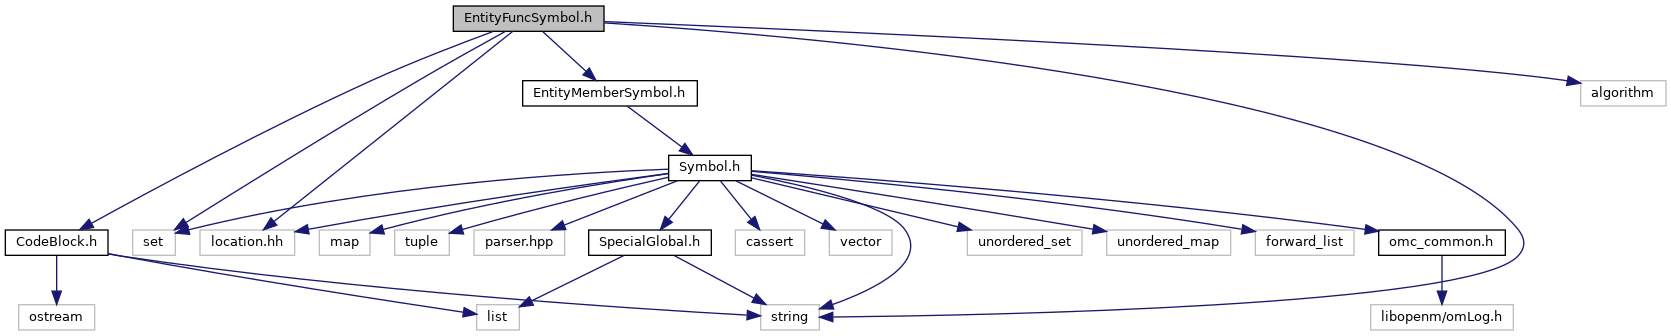 EntityFuncSymbol.h
EntityMemberSymbol.h
algorithm
Symbol.h
CodeBlock.h
set
location.hh
map
tuple
parser.hpp
SpecialGlobal.h
cassert
vector
unordered_set
unordered_map
forward_list
omc_common.h
ostream
list
string
libopenm/omLog.h